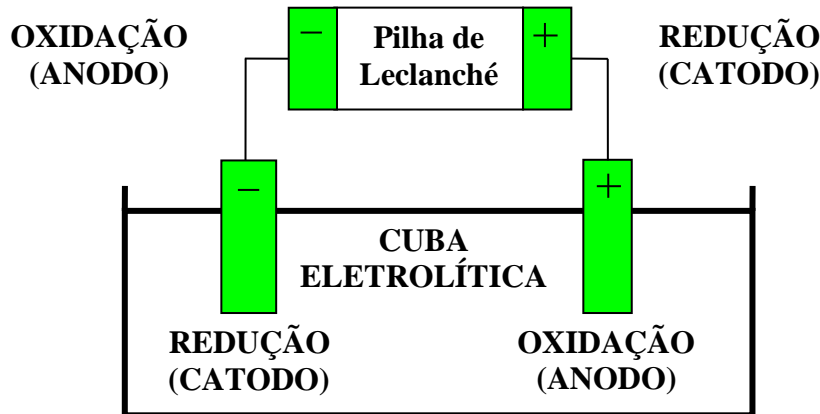 OXIDAÇÃO
(ANODO)
−
Pilha de
Leclanché
+
REDUÇÃO
(CATODO)
−
+
CUBA
ELETROLÍTICA
REDUÇÃO
(CATODO)
OXIDAÇÃO
(ANODO)